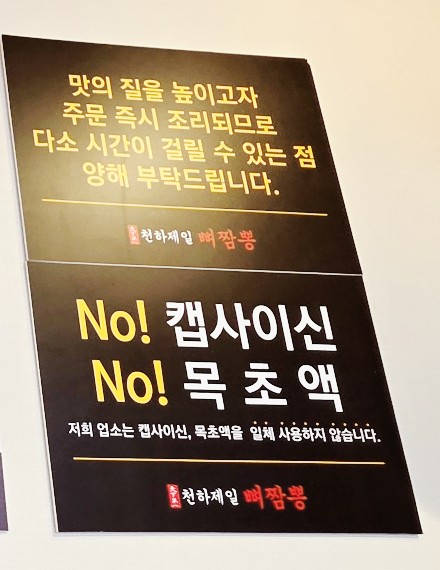 맛의 질을 높이고자
주문 즉시 조리되므로
다소 시간이 걸릴 수 있는 점
양해 부탁드립니다.
천하제일 뼈짬뽕
No! 캡사이신
No! 목초액
저희 업소는 캡사이신, 목초액을 일체 사용하지 않습니다.
천하제일 뼈짬뽕